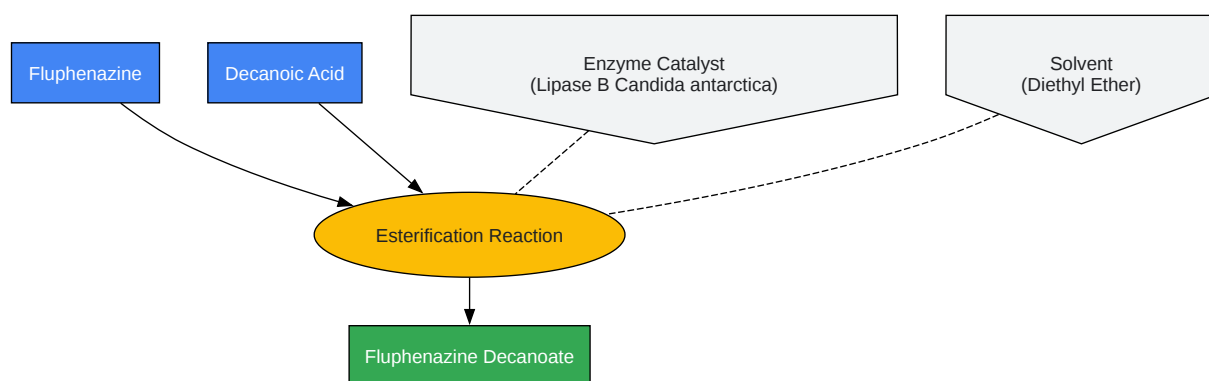 Fluphenazine
Decanoic Acid
Enzyme Catalyst
(Lipase B Candida antarctica)
Solvent
(Diethyl Ether)
Esterification Reaction
Fluphenazine Decanoate